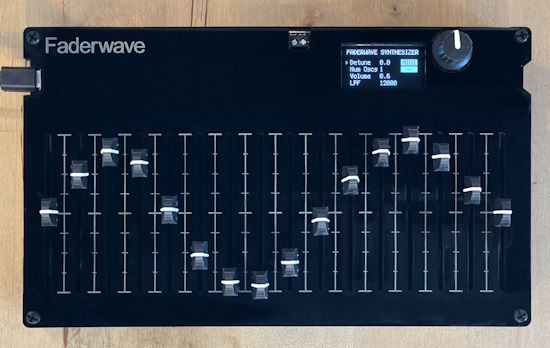 Faderwave
FADERWAVE SYNTHESIZER
Detune 0.0
Num Oscs 1
Volume 0.6
LPF 12000